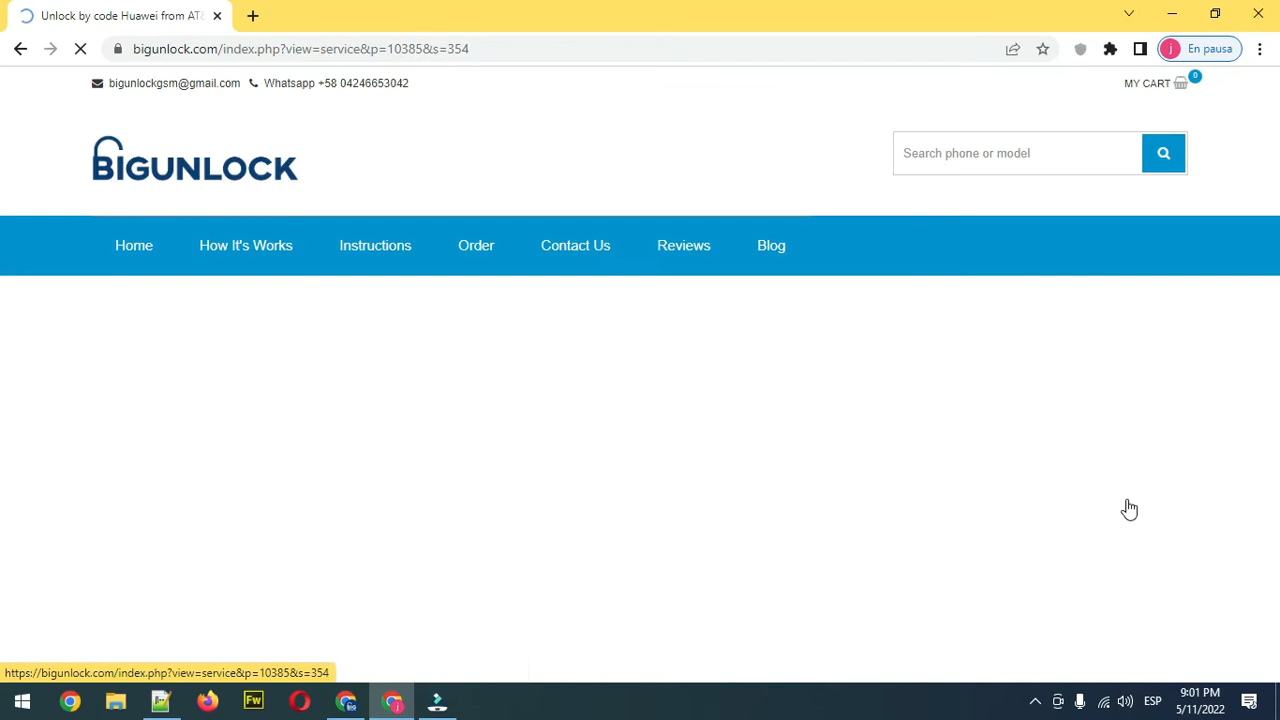 Unlock by code Huawei from AT&
bigunlock.com/index.php?view=service&p=10385&s=354
j
En pausa
bigunlockgsm@gmail.com
Whatsapp +58 04246653042
MY CART
0
BIGUNLOCK
Search phone or model
Home
How It's Works
Instructions
Order
Contact Us
Reviews
Blog
https://bigunlock.com/index.php?view=service&p=10385&s=354
Fw
j
ESP
9:01 PM
5/11/2022